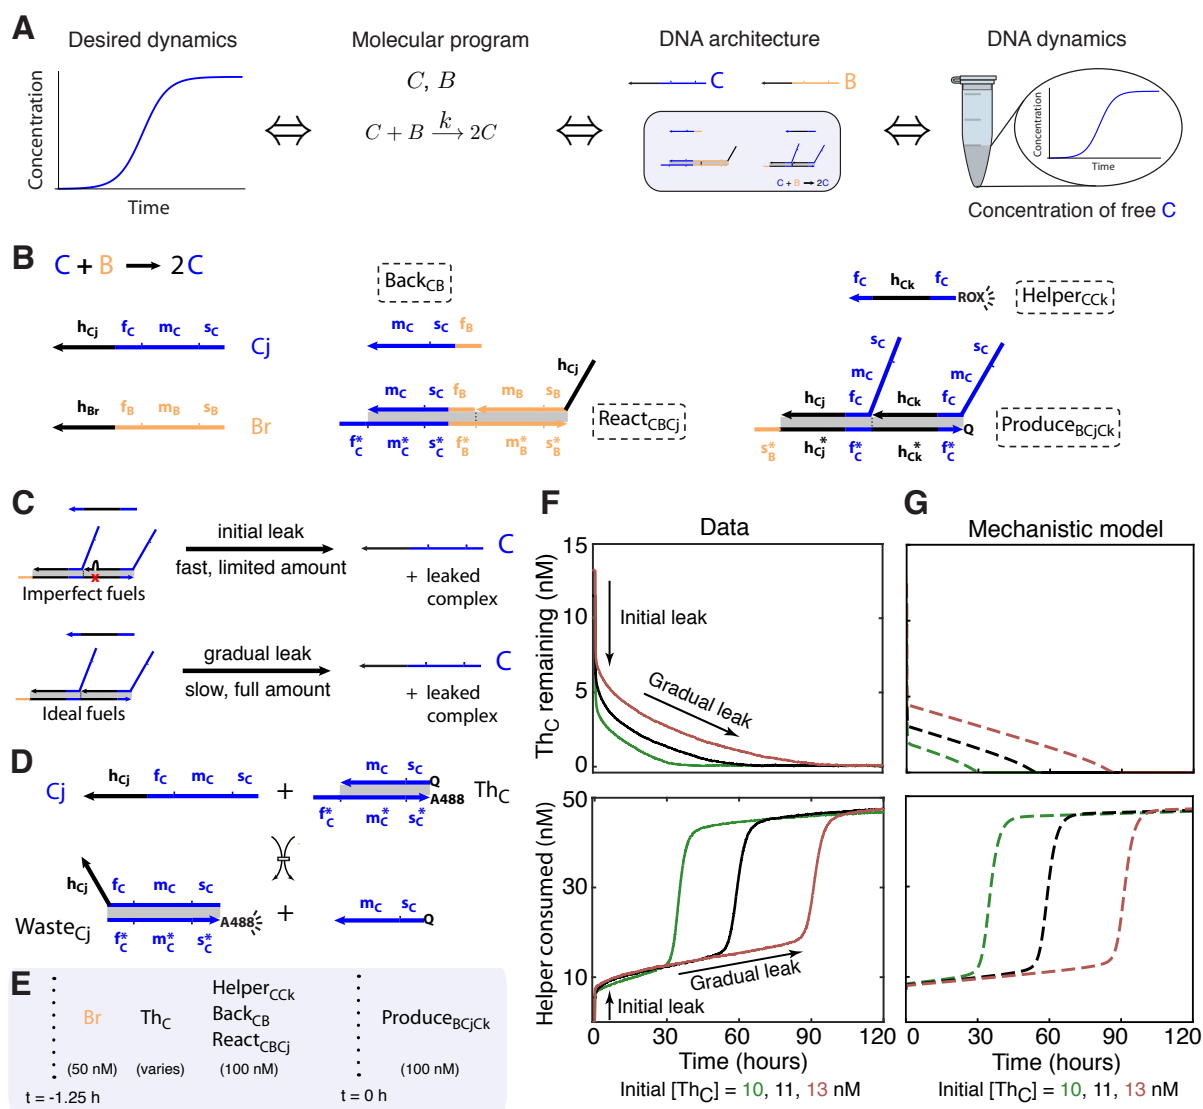 A
Desired dynamics
Concentration
Time
Molecular program
C, B
C + B k→ 2C
DNA architecture
C
B
C + B → 2C
DNA dynamics
Concentration
Time
Concentration of free C
B
C + B → 2C
hCj fC mC sC
Cj
hBr fB mB sB
Br
BackCB
mC sC fB
hCj
mC sC fB mB sB
ReactCBCj
fC* mC* sC* fB* mB* sB*
fC hCk fC
ROX
HelperCCk
sC sC
mC mC
hCj fC hCk fC
Q
ProduceBCjCk
sB* hCj* fC* hCk* fC*
C
initial leak
fast, limited amount
C
+ leaked
complex
x
Imperfect fuels
gradual leak
slow, full amount
C
+ leaked
complex
Ideal fuels
D
Cj
hCj fC mC sC
+
mC sC
Q
A488
ThC
fC* mC* sC*
hCj
fC mC sC
WasteCj
A488
fC* mC* sC*
+
mC sC
Q
E
Br
(50 nM)
ThC
(varies)
HelperCCk
BackCB
ReactCBCj
(100 nM)
ProduceBCjCk
(100 nM)
t = -1.25 h
t = 0 h
F
Data
ThC remaining (nM)
15
10
5
0
Initial leak
Gradual leak
Helper consumed (nM)
50
30
10
Gradual leak
Initial leak
0 30 60 90 120
Time (hours)
Initial [ThC] = 10, 11, 13 nM
G
Mechanistic model
0 30 60 90 120
Time (hours)
Initial [ThC] = 10, 11, 13 nM